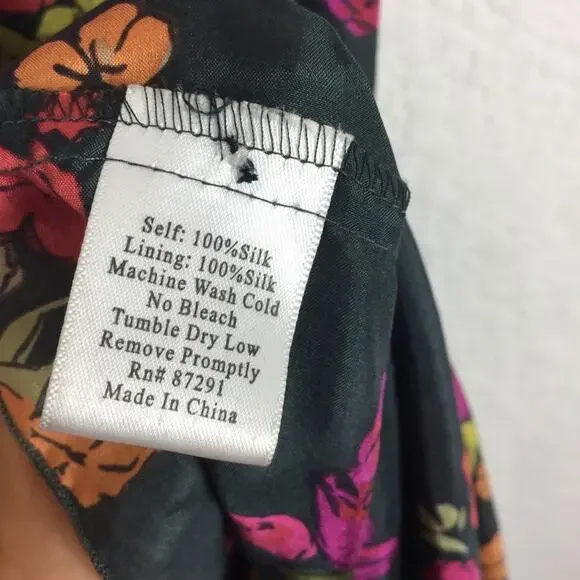 Self: 100%Silk
Lining: 100%Silk
Machine Wash Cold
No Bleach
Tumble Dry Low
Remove Promptly
Rn# 87291
Made In China